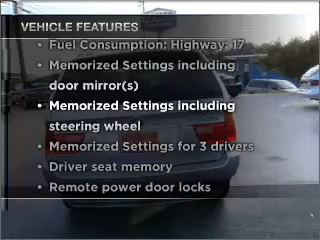 VEHICLE FEATURES
• Fuel Consumption: Highway: 17
• Memorized Settings including
door mirror(s)
• Memorized Settings including
steering wheel
• Memorized Settings for 3 drivers
• Driver seat memory
• Remote power door locks